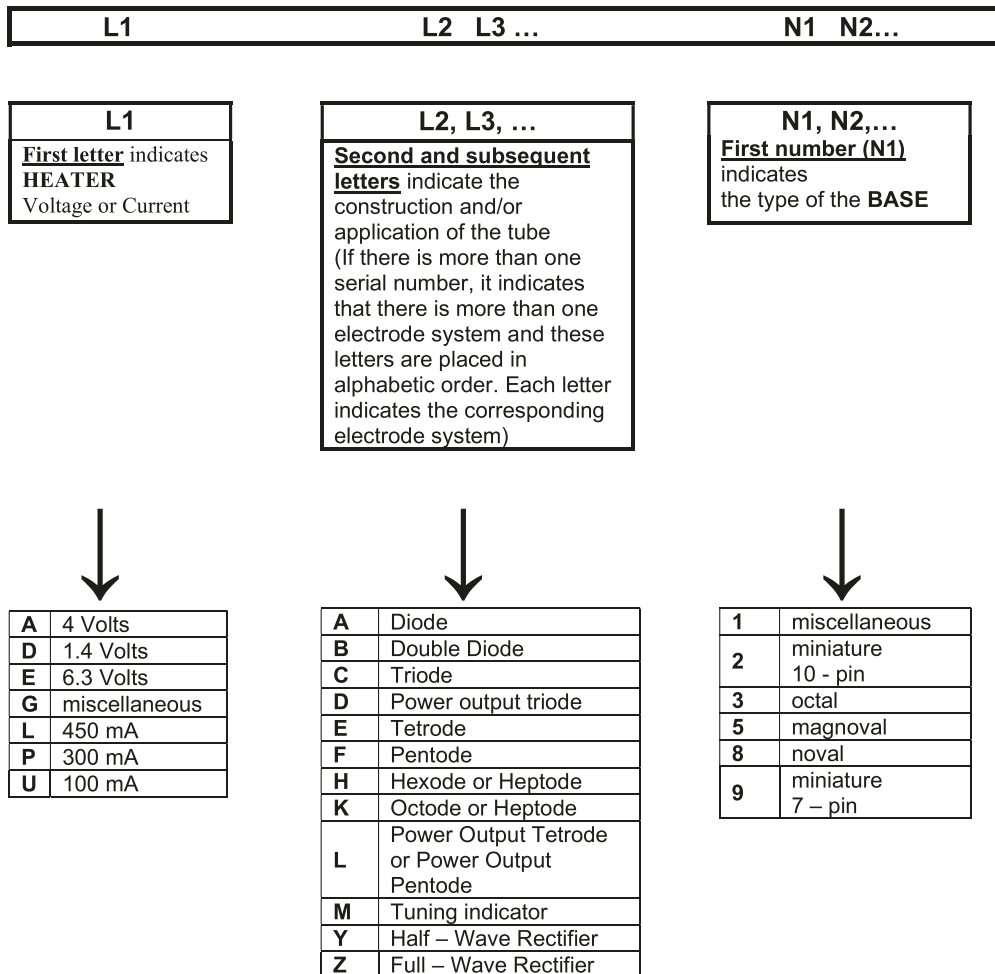 L1 L2 L3 ... N1 N2...
L1
First letter indicates
HEATER
Voltage or Current
L2, L3, ...
Second and subsequent
letters indicate the
construction and/or
application of the tube
(If there is more than one
serial number, it indicates
that there is more than one
electrode system and these
letters are placed in
alphabetic order. Each letter
indicates the corresponding
electrode system)
N1, N2,...
First number (N1)
indicates
the type of the BASE
A 4 Volts
D 1.4 Volts
E 6.3 Volts
G miscellaneous
L 450 mA
P 300 mA
U 100 mA
A Diode
B Double Diode
C Triode
D Power output triode
E Tetrode
F Pentode
H Hexode or Heptode
K Octode or Heptode
L Power Output Tetrode
or Power Output
Pentode
M Tuning indicator
Y Half – Wave Rectifier
Z Full – Wave Rectifier
1 miscellaneous
2 miniature
10 - pin
3 octal
5 magnoval
8 noval
9 miniature
7 – pin